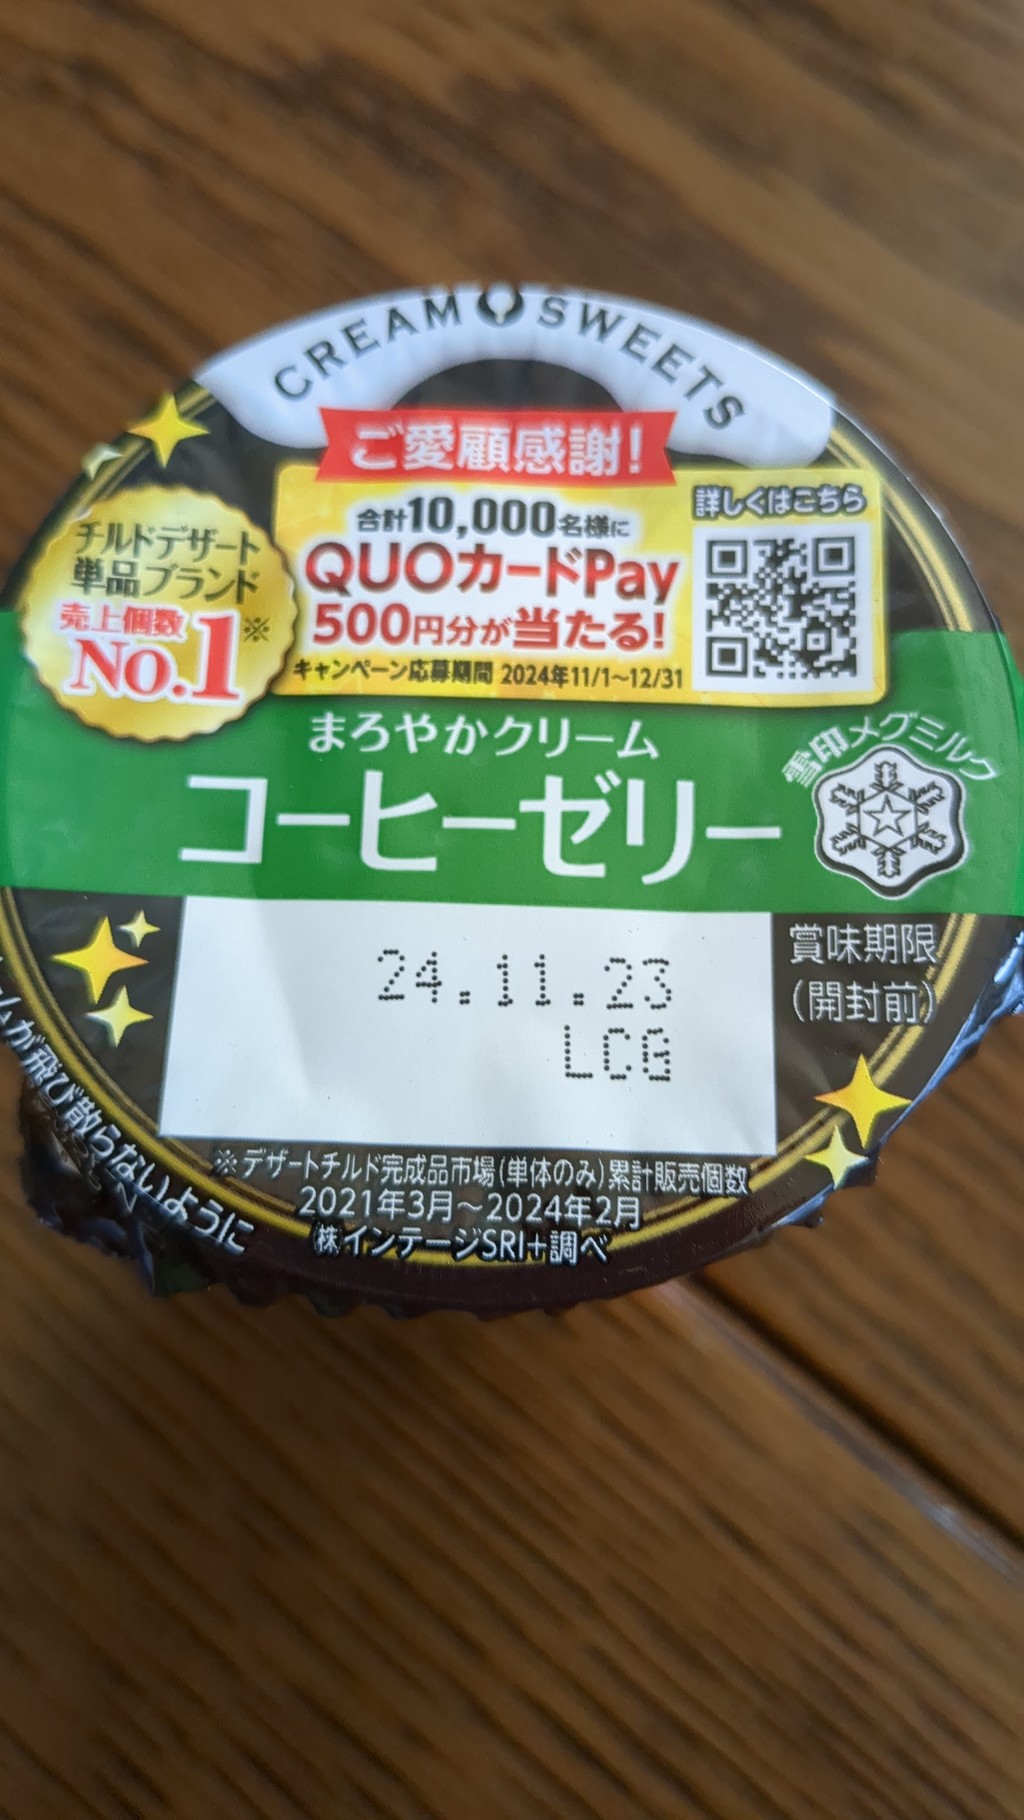 CREAM SWEETS
ご愛顧感謝!
合計10,000名様に
QUOカードPay
500円分が当たる!
キャンペーン応募期間 2024年11/1~12/31
詳しくはこちら
チルドデザート
単品ブランド
売上個数※
No.1
まろやかクリーム
コーヒーゼリー
雪印メグミルク
24.11.23
LCG
賞味期限
(開封前)
※デザートチルド完成品市場(単体のみ)累計販売個数
2021年3月~2024年2月
㈱インテージSRI+調べ
が飛び散らないように